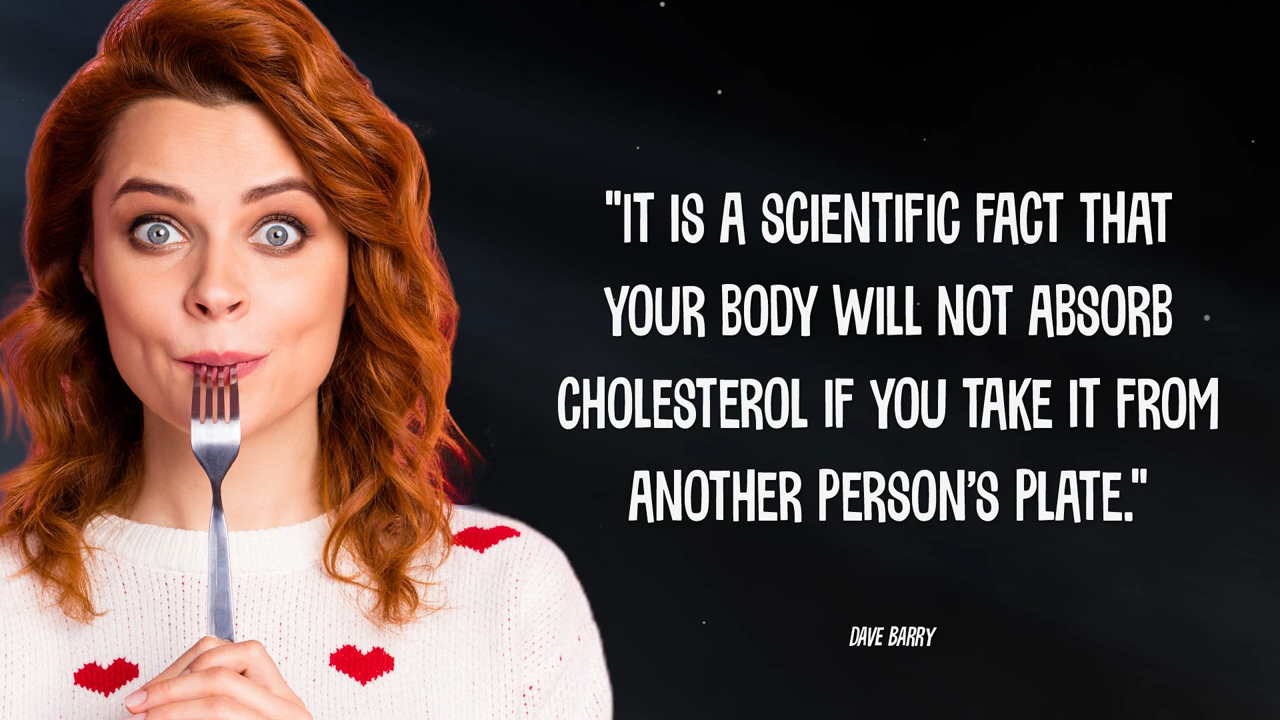 "IT IS A SCIENTIFIC FACT THAT
YOUR BODY WILL NOT ABSORB
CHOLESTEROL IF YOU TAKE IT FROM
ANOTHER PERSON'S PLATE."
DAVE BARRY